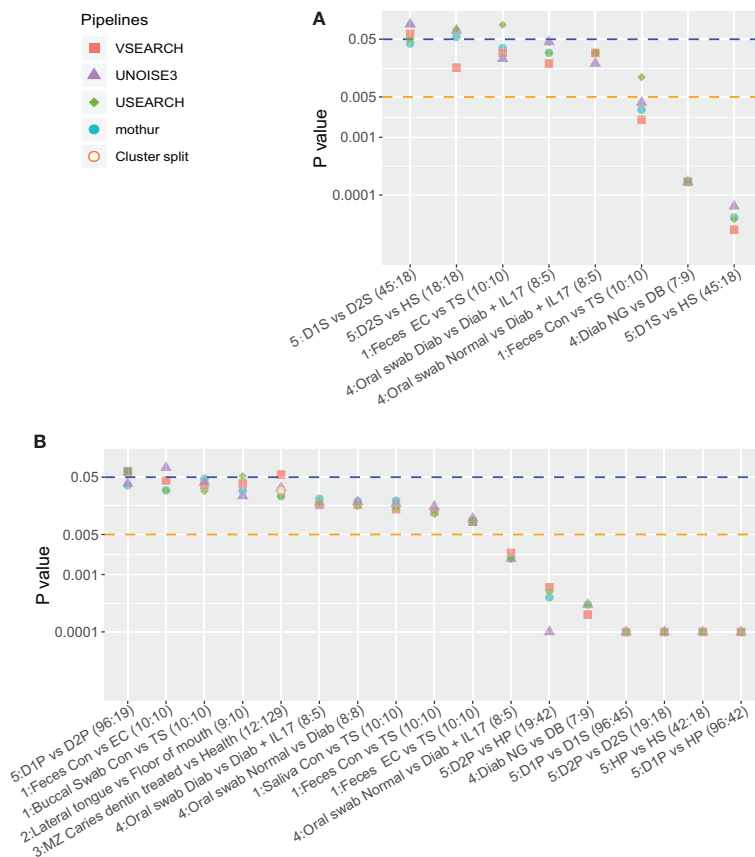 A
Pipelines
VSEARCH
UNOISE3
USEARCH
mothur
Cluster split
P value
0.05
0.005
0.001
0.0001
5:D1S vs D2S (45:18)
5:D2S vs HS (18:18)
1:Feces EC vs TS (10:10)
4:Oral swab Diab vs Diab + IL17 (8:5)
4:Oral swab Normal vs Diab + IL17 (8:5)
1:Feces Con vs TS (10:10)
4:Diab NG vs DB (7:9)
5:D1S vs HS (45:18)
B
P value
0.05
0.005
0.001
0.0001
5:D1P vs D2P (96:19)
1:Feces Con vs EC (10:10)
1:Buccal Swab Con vs TS (10:10)
2:Lateral tongue vs Floor of mouth (9:10)
3:MZ Caries dentin treated vs Health (12:129)
4:Oral swab Diab vs Diab + IL17 (8:5)
4:Oral swab Normal vs Diab (8:8)
1:Saliva Con vs TS (10:10)
1:Feces Con vs TS (10:10)
1:Feces EC vs TS (10:10)
4:Oral swab Normal vs Diab + IL17 (8:5)
5:D2P vs HP (19:42)
4:Diab NG vs DB (7:9)
5:D1P vs D1S (96:45)
5:D2P vs D2S (19:18)
5:HP vs HS (42:18)
5:D1P vs HP (96:42)